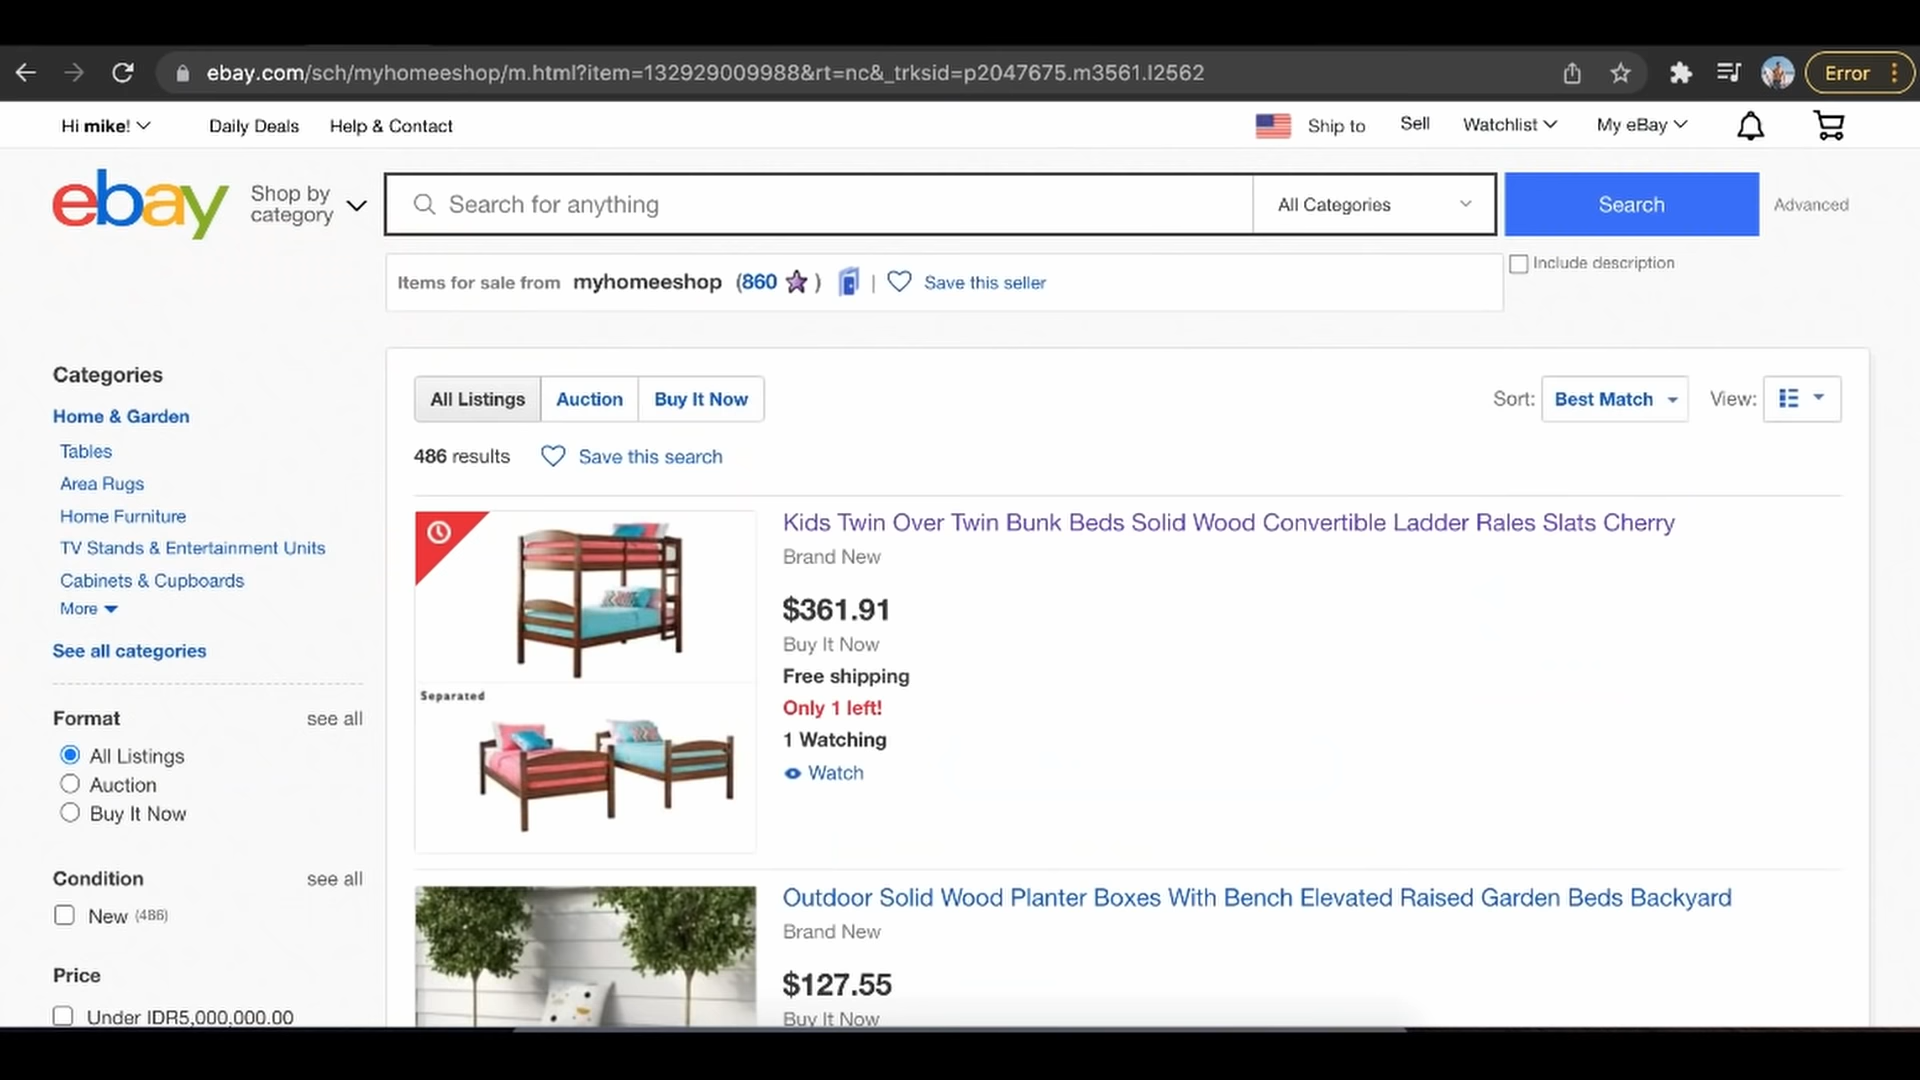 ebay.com/sch/myhomeeshop/m.html?item=132929009988&rt=nc&_trksid=p2047675.m3561.l2562
Error
Hi mike!
Daily Deals
Help & Contact
Ship to
Sell
Watchlist
My eBay
ebay
Shop by
category
Search for anything
All Categories
Search
Advanced
Items for sale from myhomeeshop (860 ) | Save this seller
Include description
Categories
Home & Garden
Tables
Area Rugs
Home Furniture
TV Stands & Entertainment Units
Cabinets & Cupboards
More
See all categories
Format see all
All Listings
Auction
Buy It Now
Condition see all
New (486)
Price
Under IDR5,000,000.00
All Listings
Auction
Buy It Now
Sort: Best Match
View:
486 results
Save this search
Separated
Kids Twin Over Twin Bunk Beds Solid Wood Convertible Ladder Rales Slats Cherry
Brand New
$361.91
Buy It Now
Free shipping
Only 1 left!
1 Watching
Watch
Outdoor Solid Wood Planter Boxes With Bench Elevated Raised Garden Beds Backyard
Brand New
$127.55
Buy It Now